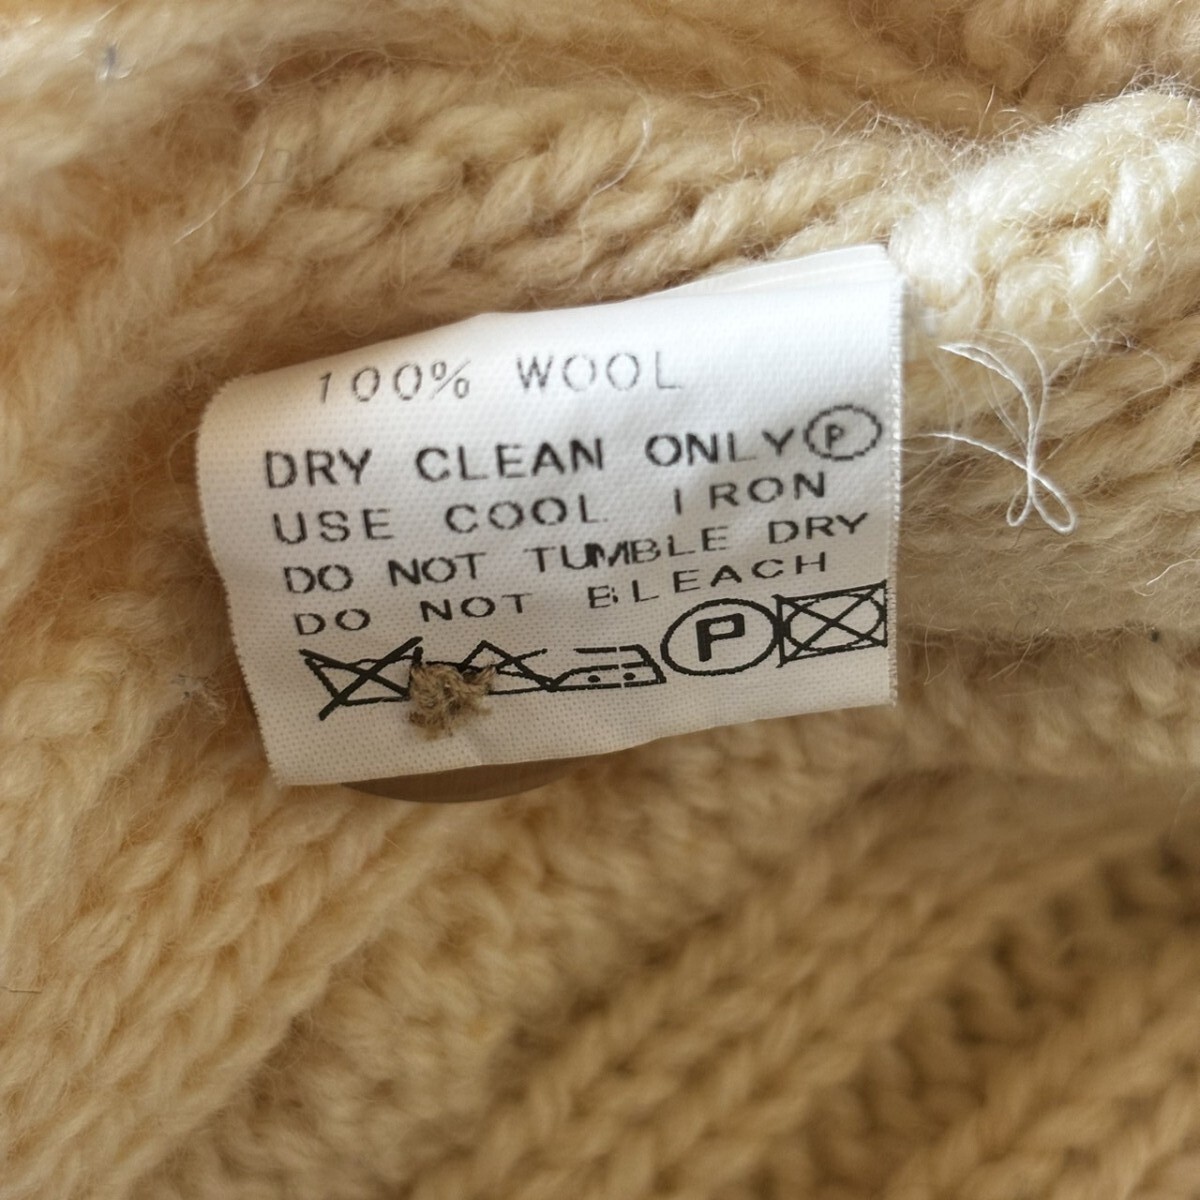 100% WOOL
DRY CLEAN ONLY Ⓟ
USE COOL IRON
DO NOT TUMBLE DRY
DO NOT BLEACH
P